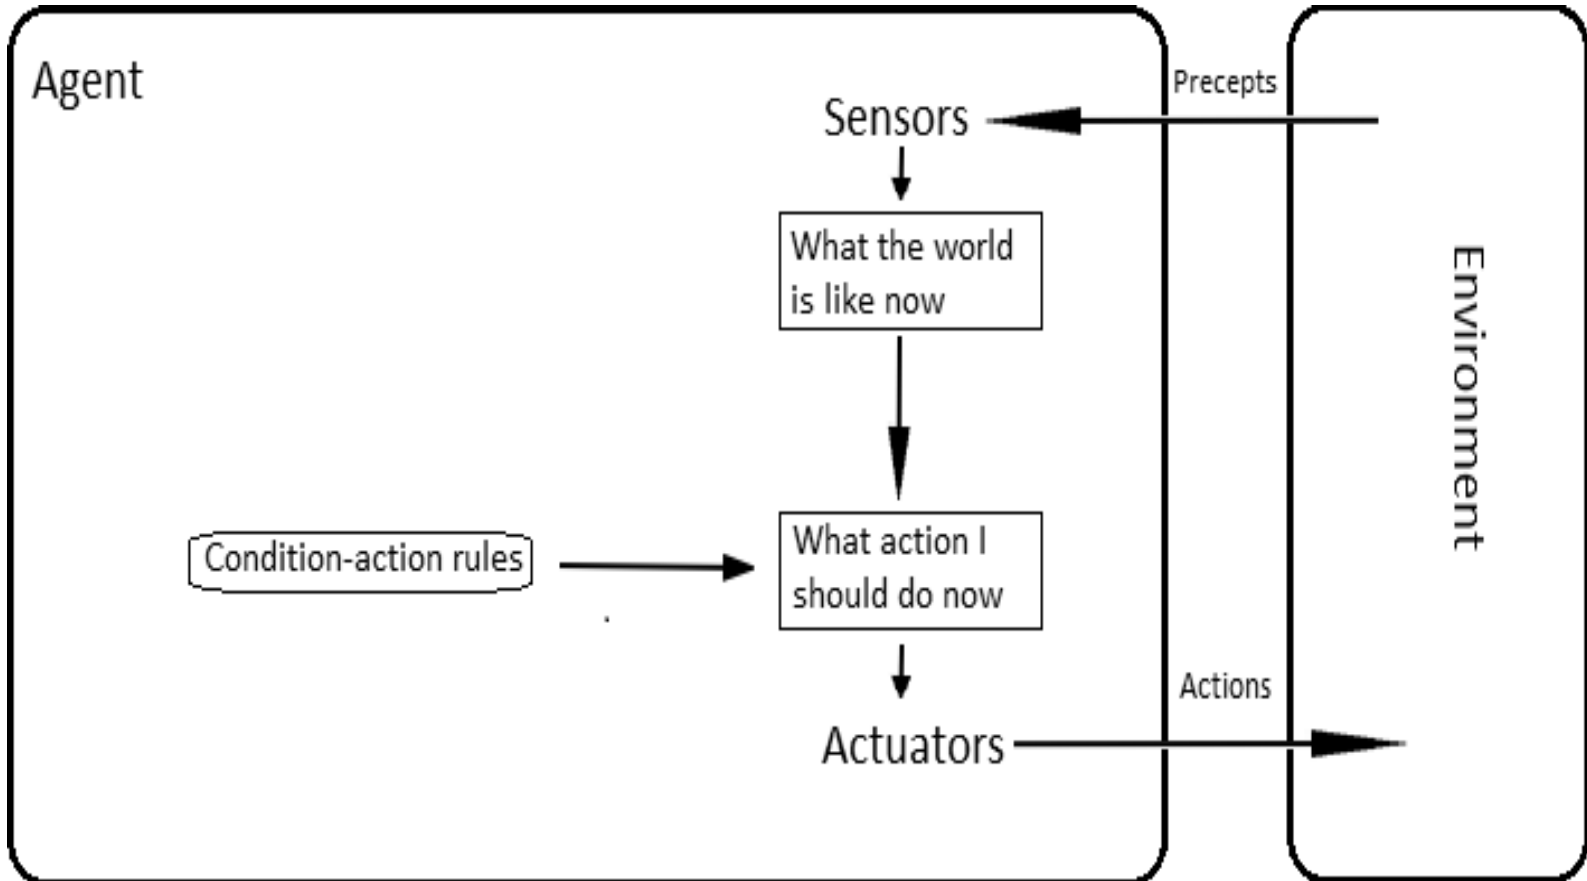 Agent
Precepts
Sensors
What the world
is like now
Environment
Condition-action rules
What action I
should do now
Actions
Actuators